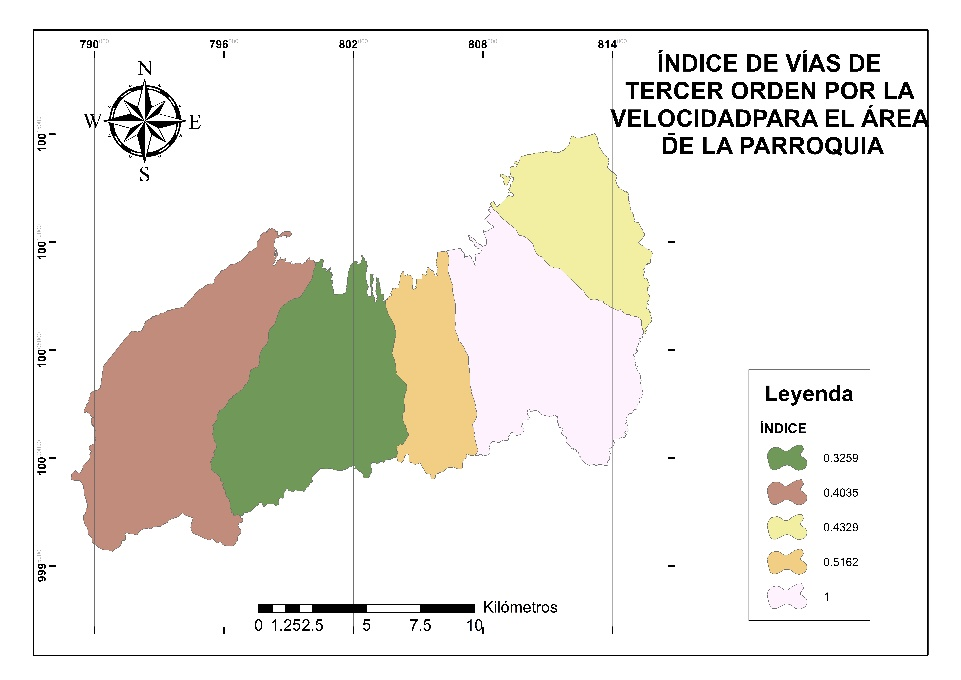 790 796 802 808 814
ÍNDICE DE VÍAS DE
TERCER ORDEN POR LA
VELOCIDADPARA EL ÁREA
DE LA PARROQUIA
N
W E
S
100
100
100
100
999
Leyenda
ÍNDICE
0.3259
0.4035
0.4329
0.5162
1
Kilómetros
0 1.25 2.5 5 7.5 10